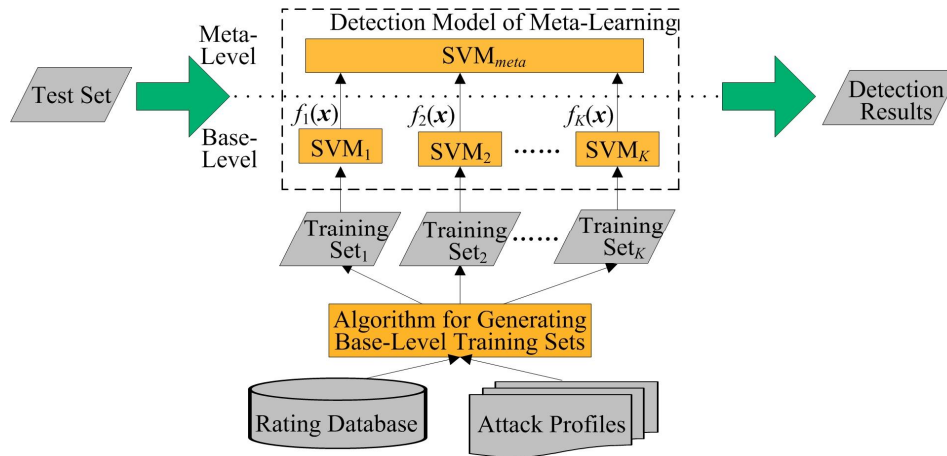 Detection Model of Meta-Learning
Meta-
Level
SVMmeta
Test Set
Detection
Results
f1(x)
f2(x)
fK(x)
Base-
Level
SVM1
SVM2
······
SVMK
Training
Set1
Training
Set2
······
Training
SetK
Algorithm for Generating
Base-Level Training Sets
Rating Database
Attack Profiles